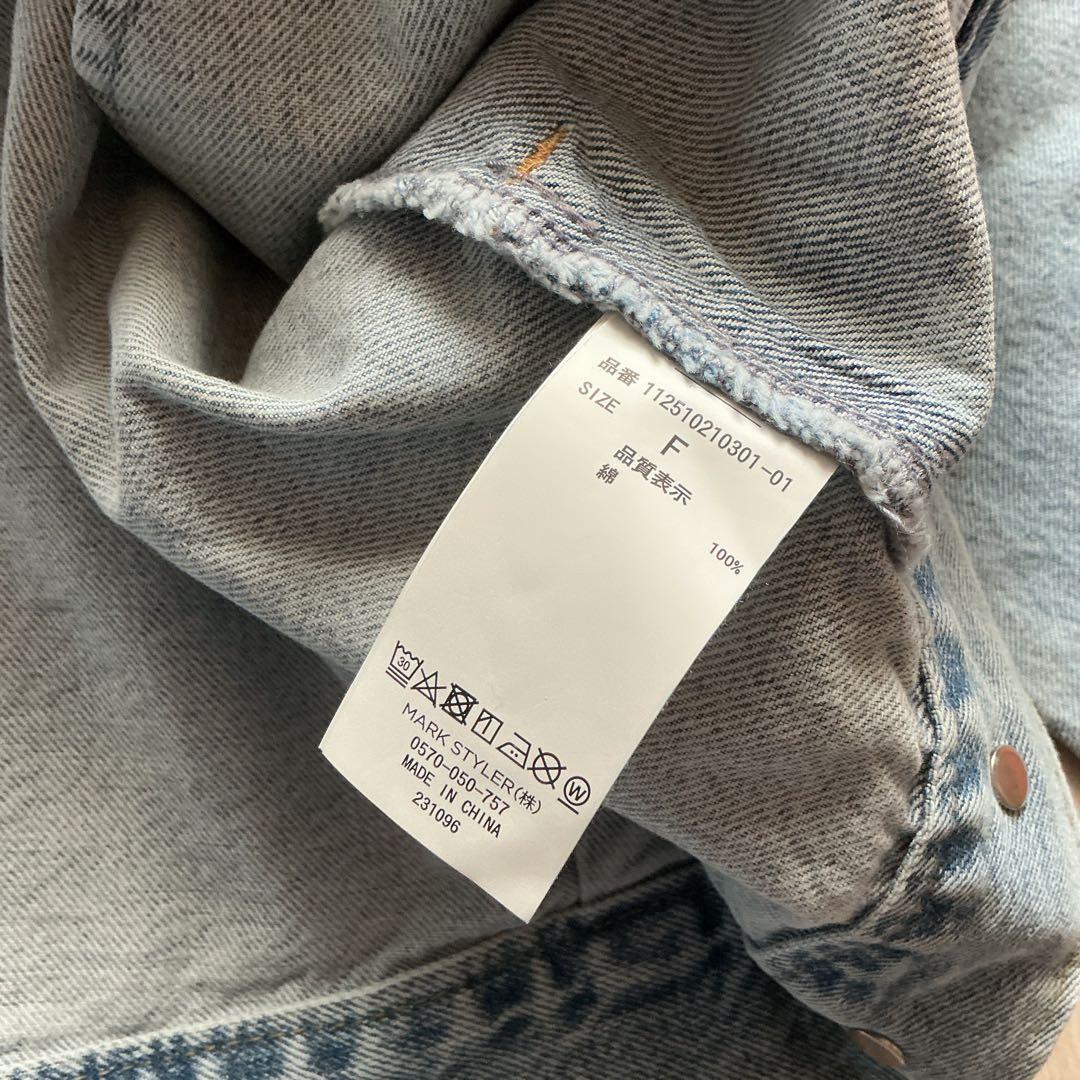 品番 112510210301-01
SIZE F
品質表示
綿 100%
30
W
MARK STYLER(株)
0570-050-757
MADE IN CHINA
231096